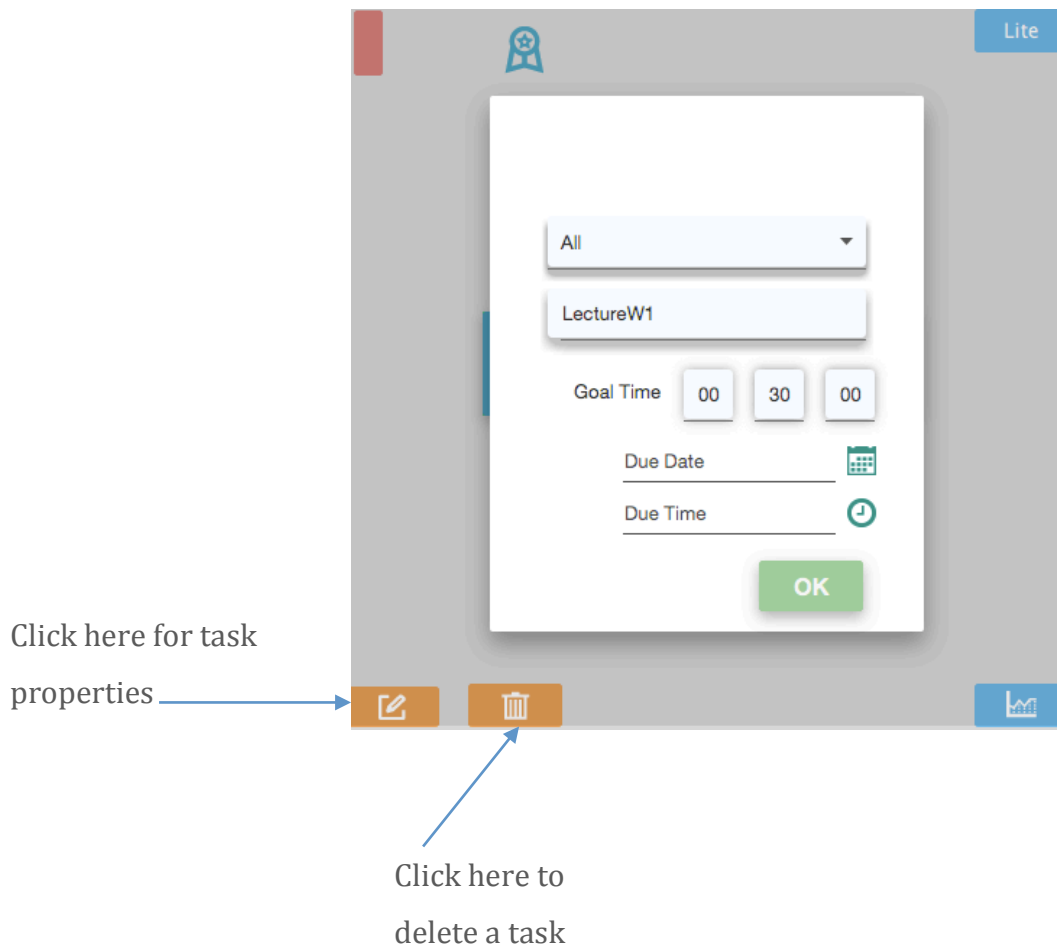 Lite
All
LectureW1
Goal Time 00 30 00
Due Date
Due Time
OK
Click here for task
properties
Click here to
delete a task